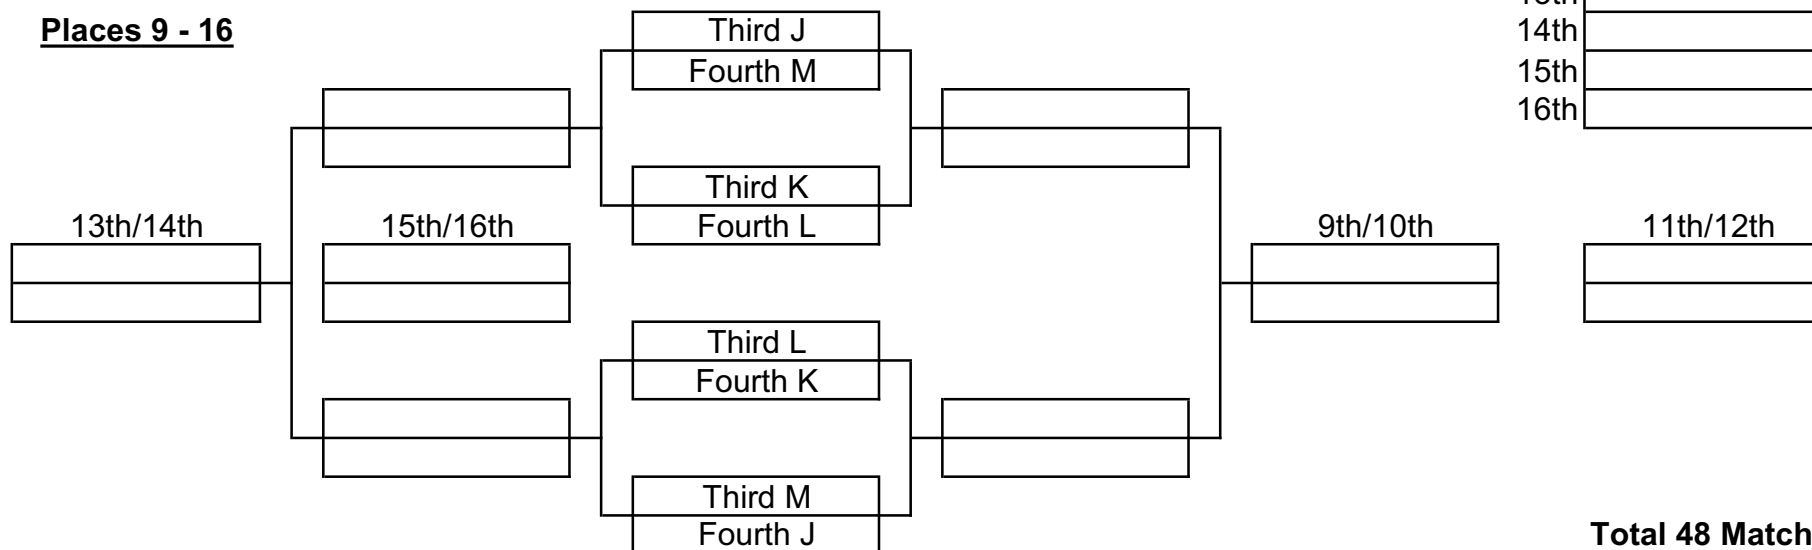 Places 9 - 16
Third J
14th
Fourth M
15th
16th
Third K
13th/14th
15th/16th
Fourth L
9th/10th
11th/12th
Third L
Fourth K
Third M
Fourth J
Total 48 Match